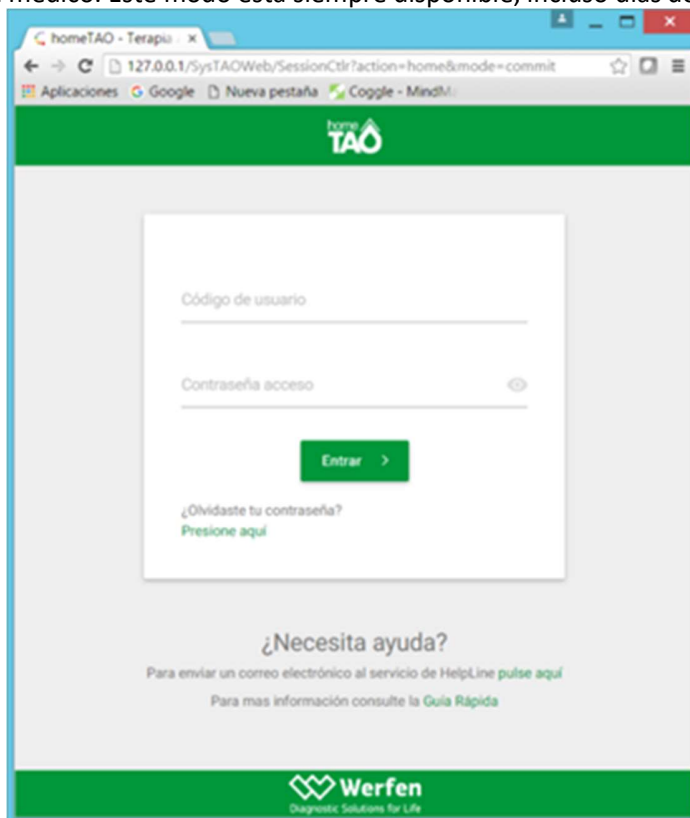 médico. Este modo está siempre disponible, incluso días de
homeTAO - Terapia
127.0.0.1/SysTAOWeb/SessionCtlr?action=home&mode=commit
Aplicaciones Google Nueva pestaña Coggle - MindM
home
TAO
Código de usuario
Contraseña acceso
Entrar >
¿Olvidaste tu contraseña?
Presione aquí
¿Necesita ayuda?
Para enviar un correo electrónico al servicio de HelpLine pulse aquí
Para mas información consulte la Guía Rápida
Werfen
Diagnostic Solutions for Life